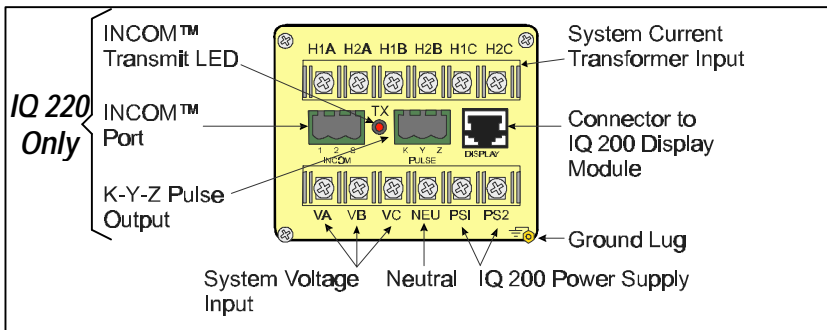 INCOM™
Transmit LED
IQ 220
Only
INCOM™
Port
K-Y-Z Pulse
Output
H1A H2A H1B H2B H1C H2C
TX
1 2 S
INCOM
K Y Z
PULSE
DISPLAY
VA VB VC NEU PS1 PS2
System Current
Transformer Input
Connector to
IQ 200 Display
Module
Ground Lug
System Voltage
Input
Neutral
IQ 200 Power Supply